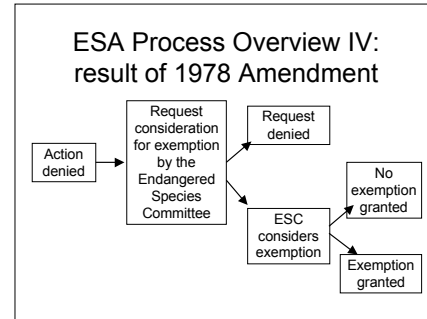 ESA Process Overview IV:
result of 1978 Amendment
Action
denied
Request
consideration
for exemption
by the
Endangered
Species
Committee
Request
denied
ESC
considers
exemption
No
exemption
granted
Exemption
granted